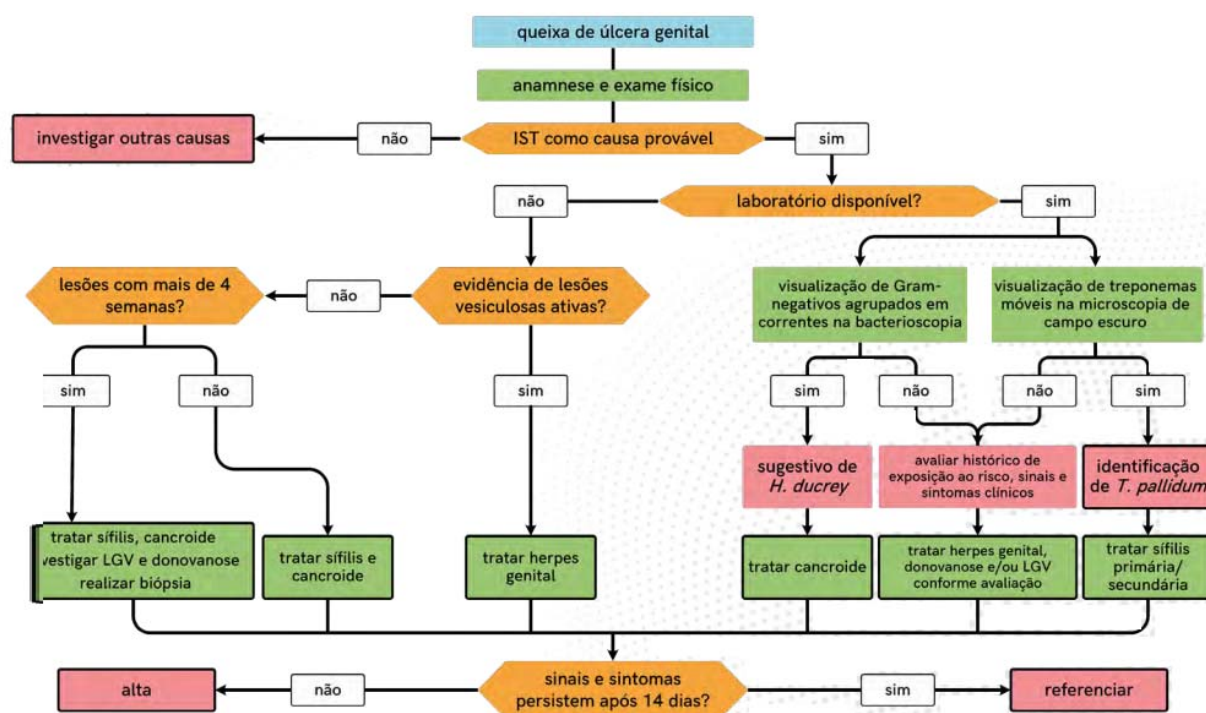 queixa de úlcera genital
anamnese e exame físico
investigar outras causas
não
IST como causa provável
sim
não
laboratório disponível?
sim
lesões com mais de 4
semanas?
não
evidência de lesões
vesiculosas ativas?
visualização de Gram-
negativos agrupados em
correntes na bacterioscopia
visualização de treponemas
móveis na microscopia de
campo escuro
sim
não
sim
sim
não
não
sim
sugestivo de
H. ducrey
avaliar histórico de
exposição ao risco, sinais e
sintomas clínicos
identificação
de T. pallidum
tratar sífilis, cancroide
vestigar LGV e donovanose
realizar biópsia
tratar sífilis e
cancroide
tratar herpes
genital
tratar cancroide
tratar herpes genital,
donovanose e/ou LGV
conforme avaliação
tratar sífilis
primária/
secundária
alta
não
sinais e sintomas
persistem após 14 dias?
sim
referenciar